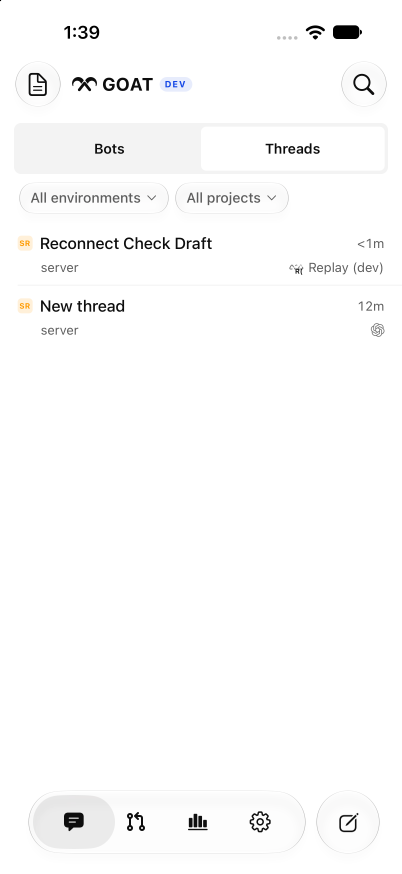 1:39
GOAT DEV
Bots
Threads
All environments
All projects
SR Reconnect Check Draft <1m
server Replay (dev)
SR New thread 12m
server